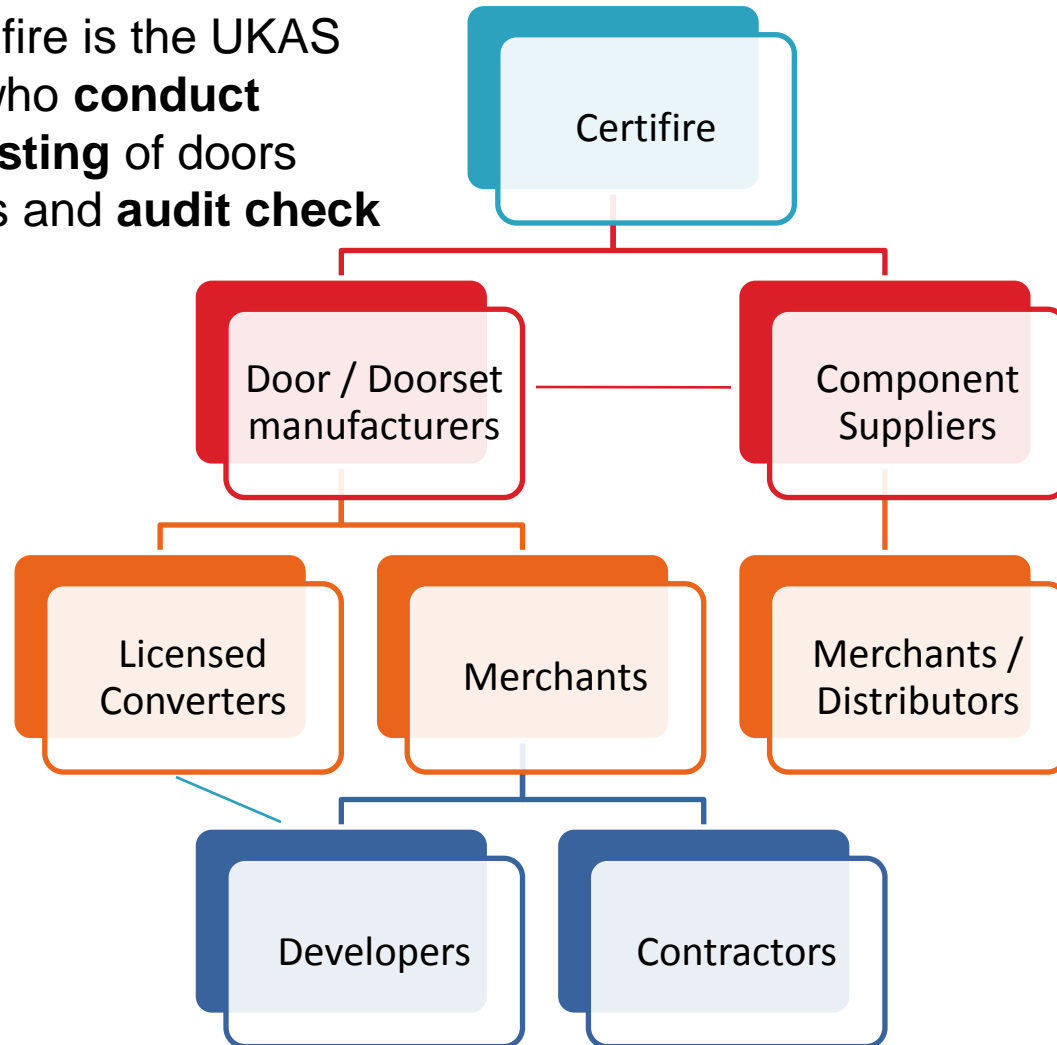 fire is the UKAS
who conduct
sting of doors
s and audit check
Certifire
Door / Doorset
manufacturers
Component
Suppliers
Licensed
Converters
Merchants
Merchants /
Distributors
Developers
Contractors